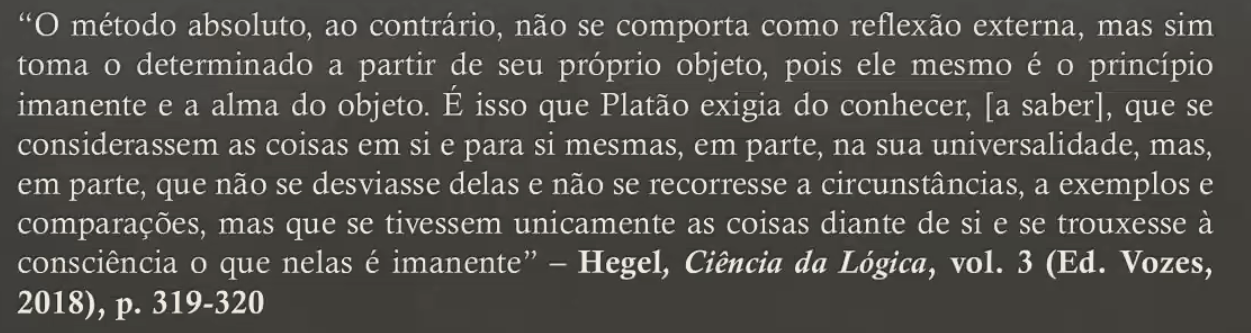 “O método absoluto, ao contrário, não se comporta como reflexão externa, mas sim
toma o determinado a partir de seu próprio objeto, pois ele mesmo é o princípio
imanente e a alma do objeto. É isso que Platão exigia do conhecer, [a saber], que se
considerassem as coisas em si e para si mesmas, em parte, na sua universalidade, mas,
em parte, que não se desviasse delas e não se recorresse a circunstâncias, a exemplos e
comparações, mas que se tivessem unicamente as coisas diante de si e se trouxesse à
consciência o que nelas é imanente” – Hegel, Ciência da Lógica, vol. 3 (Ed. Vozes,
2018), p. 319-320